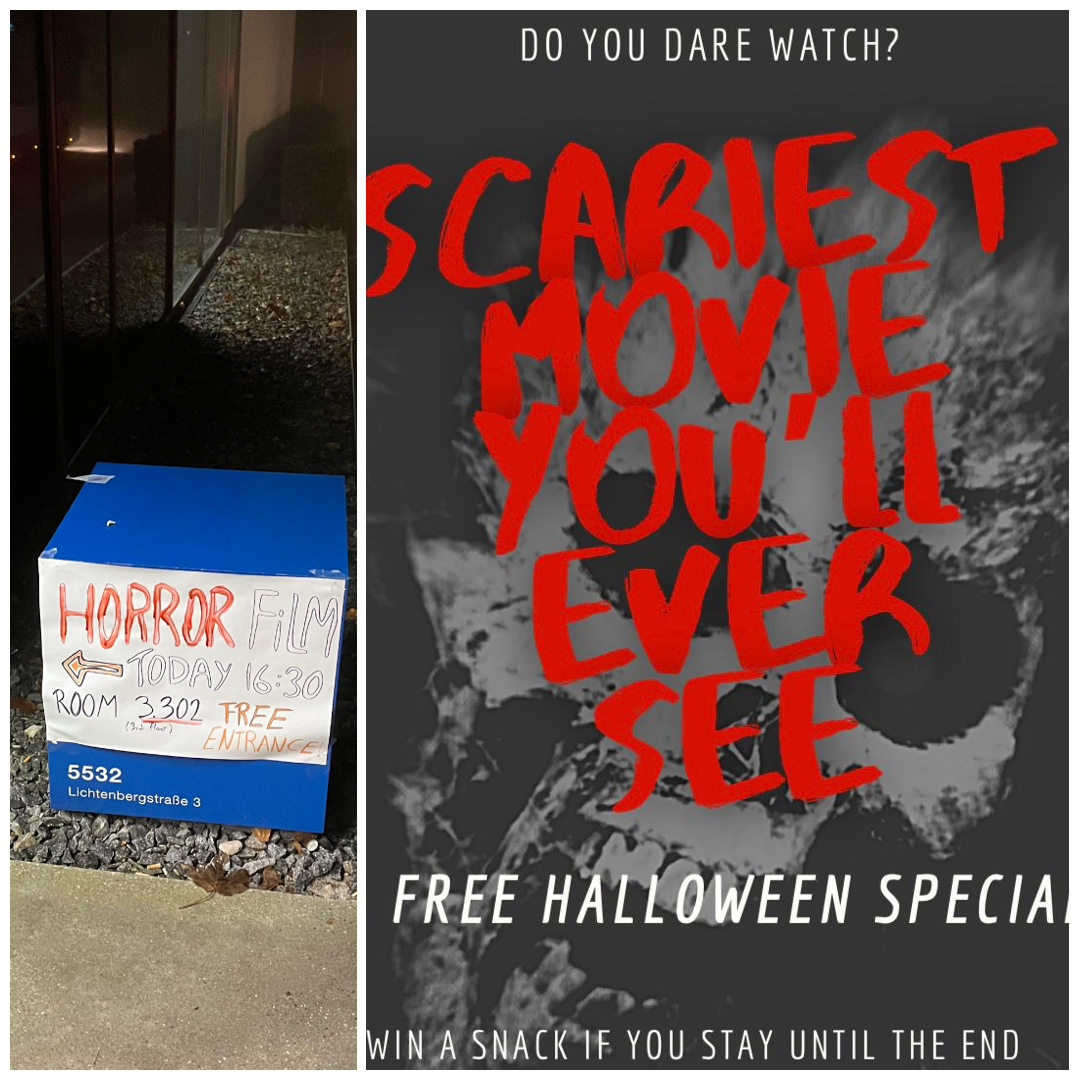 HORROR FiLM
TODAY 16:30
ROOM 3.302 FREE
(3rd floor) ENTRANCE!
5532
Lichtenbergstraße 3
DO YOU DARE WATCH?
SCARIEST
MOVIE
YOU'LL
EVER
SEE
FREE HALLOWEEN SPECIAL
WIN A SNACK IF YOU STAY UNTIL THE END